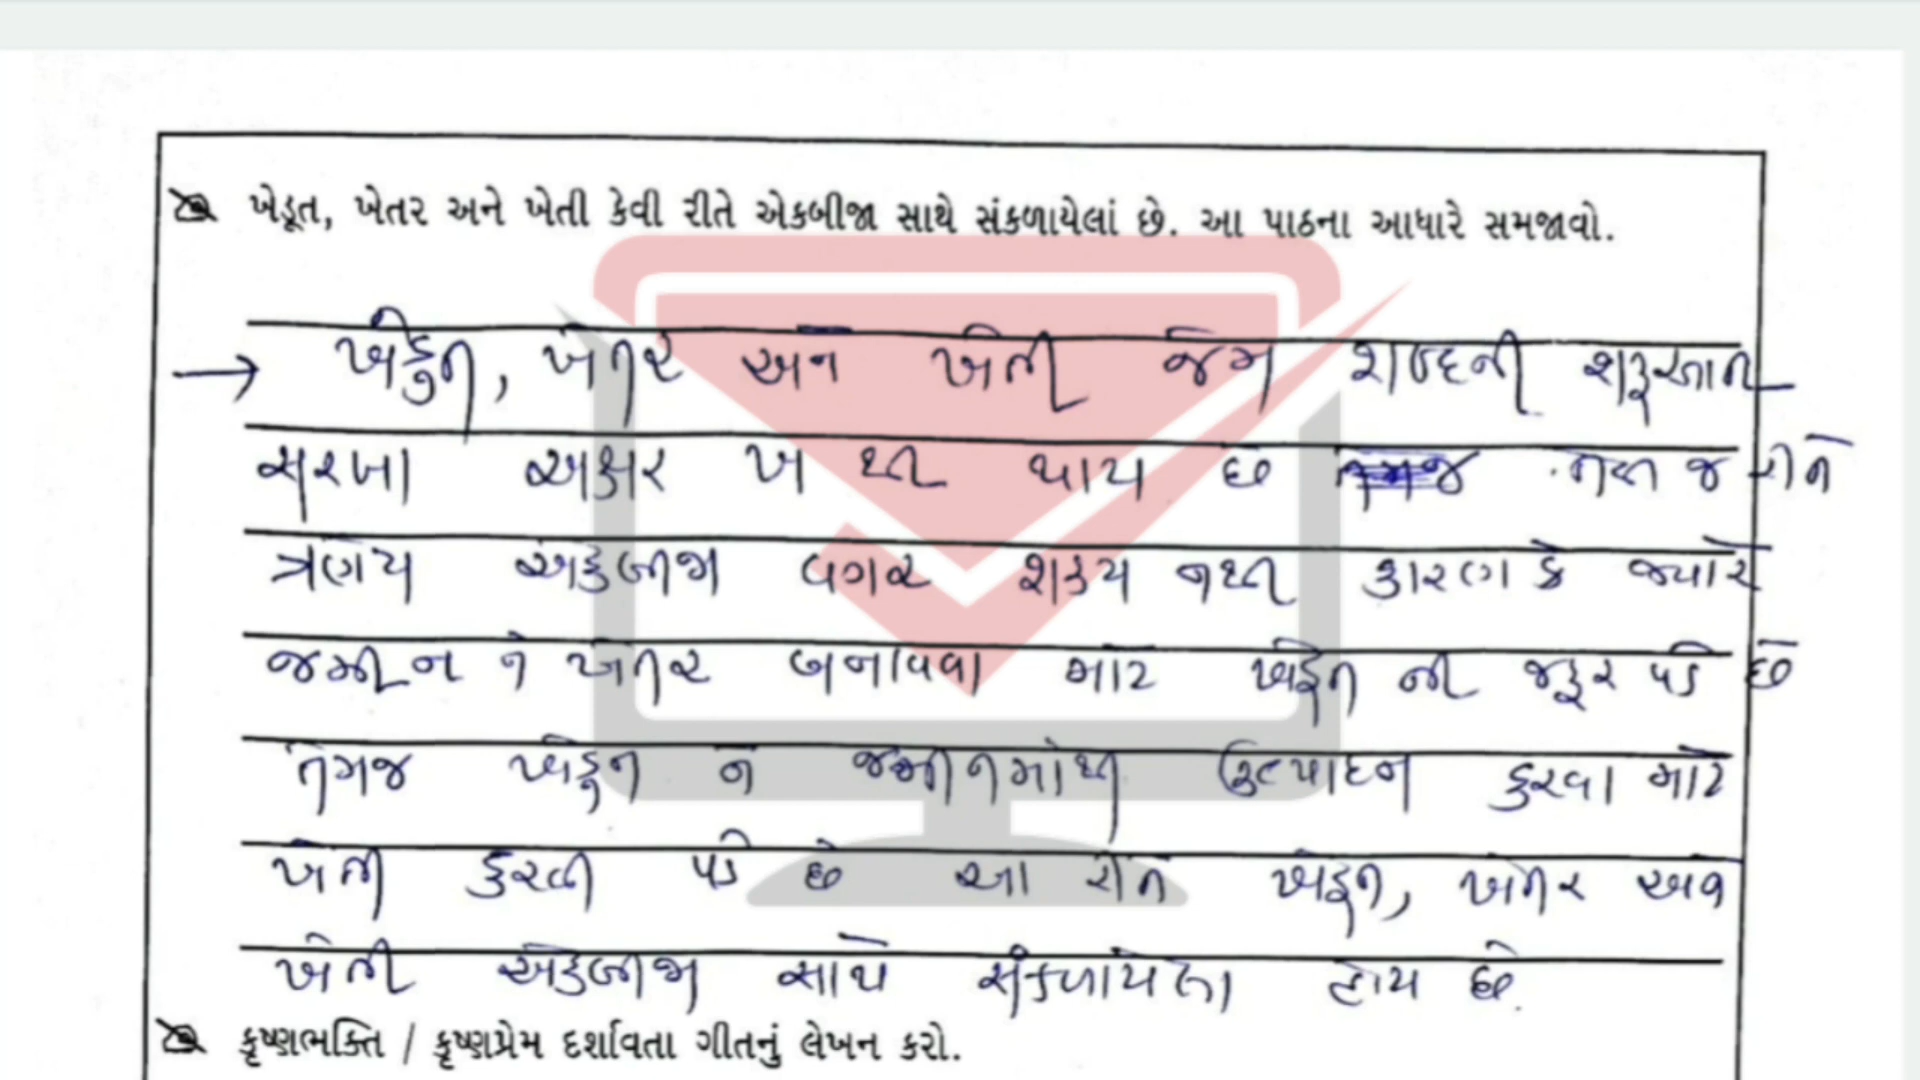 ખેડૂત, ખેતર અને ખેતી કેવી રીતે એકબીજા સાથે સંકળાયેલાં છે. આ પાઠના આધારે સમજાવો.
→ ખેડુત, ખેતર અને ખેતી જેમ શબ્દની શરૂઆત
સરખા અક્ષર ખ થી થાય છે તેવી જ રીતે
ત્રણેય એકબીજા વગર શક્ય નથી કારણ કે જ્યારે
જમીન ને ખેતર બનાવવા માટે ખેડૂત ની જરૂર પડે છે
તેમજ ખેડુત ને જમીનમાંથી ઉત્પાદન કરવા માટે
ખેતી કરવી પડે છે આ રીતે ખેડૂત, ખેતર અને
ખેતી એકબીજા સાથે સંકળાયેલા હોય છે.
કૃષ્ણભક્તિ / કૃષ્ણપ્રેમ દર્શાવતા ગીતનું લેખન કરો.